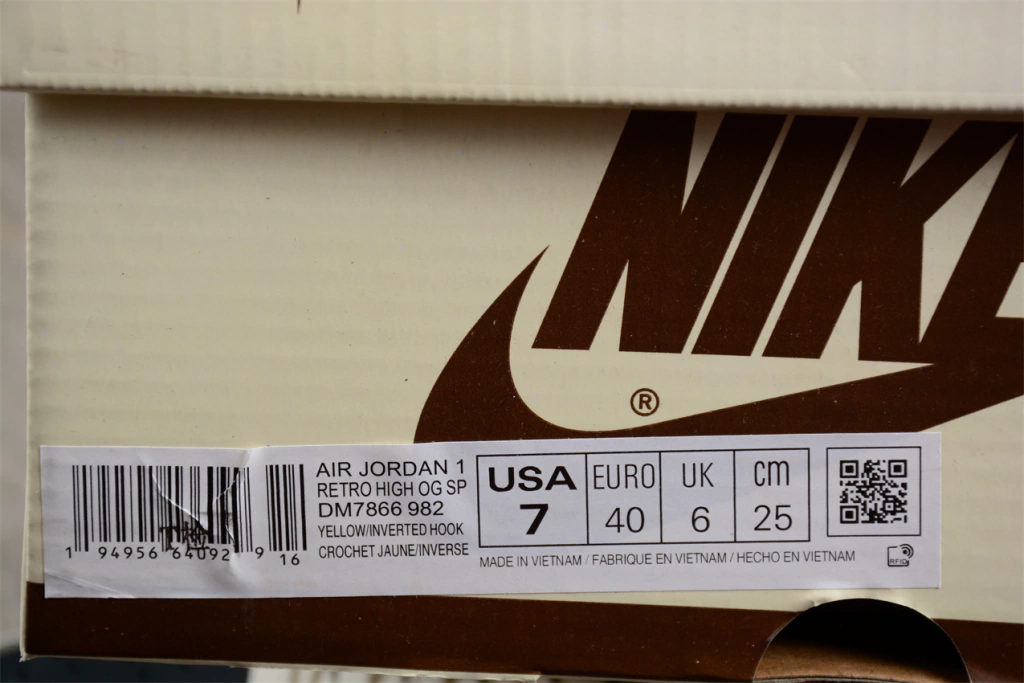 NIKE
®
AIR JORDAN 1
RETRO HIGH OG SP
DM7866 982
YELLOW/INVERTED HOOK
CROCHET JAUNE/INVERSE
USA EURO UK cm
7 40 6 25
1 94956 64092 9 16
MADE IN VIETNAM / FABRIQUE EN VIETNAM / HECHO EN VIETNAM
RFID